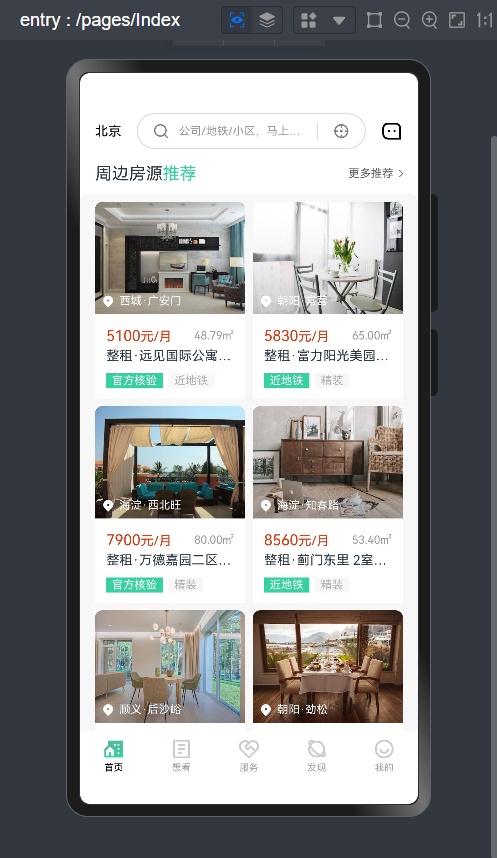 entry : /pages/Index
1:1
北京
公司/地铁/小区，马上...
周边房源推荐
更多推荐
西城·广安门
朝阳·芍富
5100元/月
48.79㎡
5830元/月
65.00㎡
整租·远见国际公寓...
整租·富力阳光美园...
官方核验
近地铁
近地铁
精装
海淀·西北旺
海淀·知春路
7900元/月
80.00㎡
8560元/月
53.40㎡
整租·万德嘉园二区...
整租·蓟门东里 2室...
官方核验
精装
近地铁
精装
顺义·后沙峪
朝阳·劲松
首页
想看
服务
发现
我的